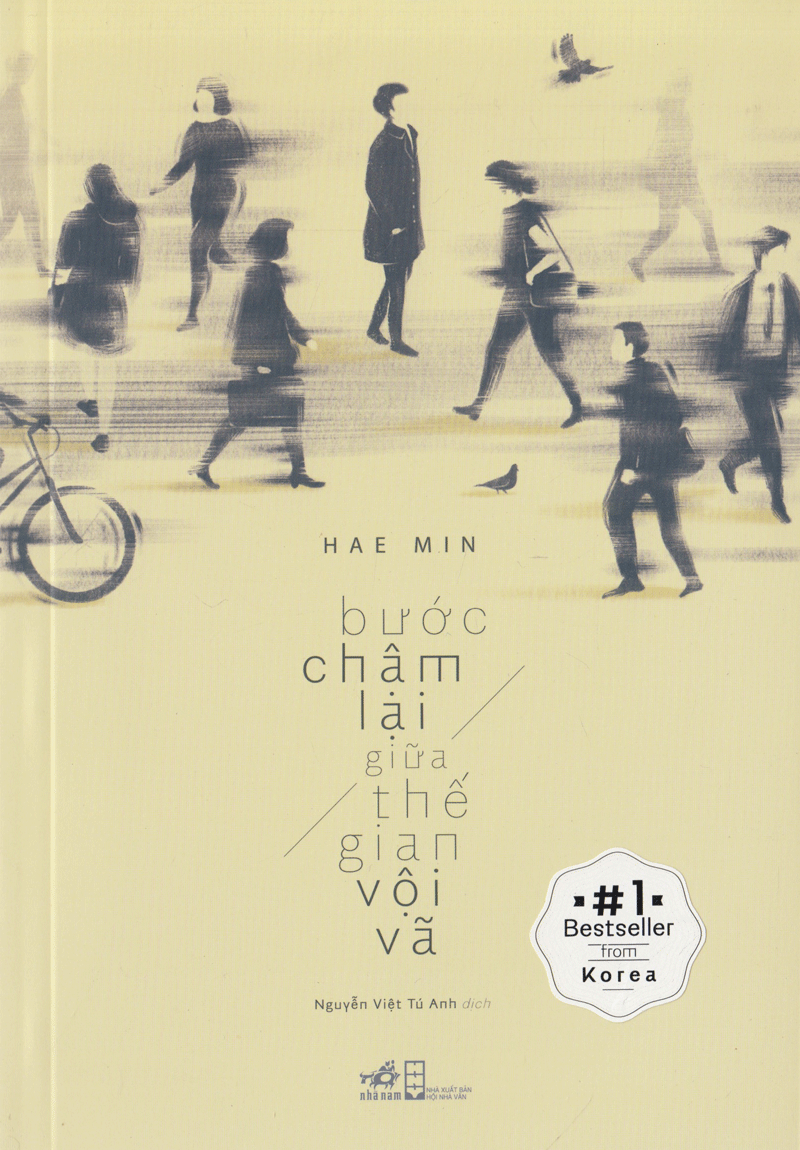 HAE MIN
bước
chậm
lại
giữa
thế
gian
vội
vã
#1
Bestseller
from
Korea
Nguyễn Việt Tú Anh dịch
nhã nam
NHÀ XUẤT BẢN
HỘI NHÀ VĂN